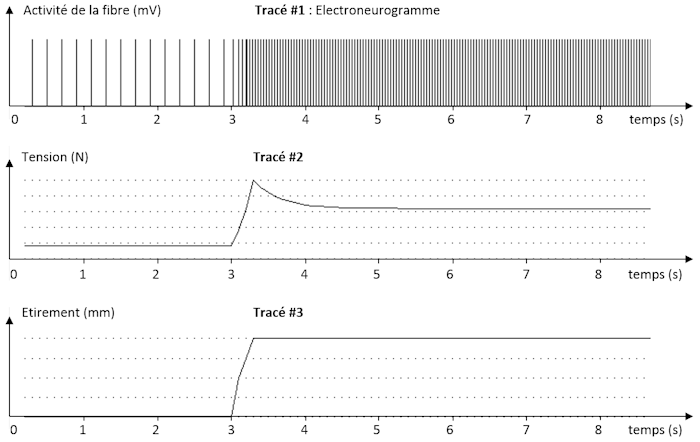 Activité de la fibre (mV) Tracé #1 : Electroneurogramme
0 1 2 3 4 5 6 7 8 temps (s)
Tension (N) Tracé #2
0 1 2 3 4 5 6 7 8 temps (s)
Etirement (mm) Tracé #3
0 1 2 3 4 5 6 7 8 temps (s)